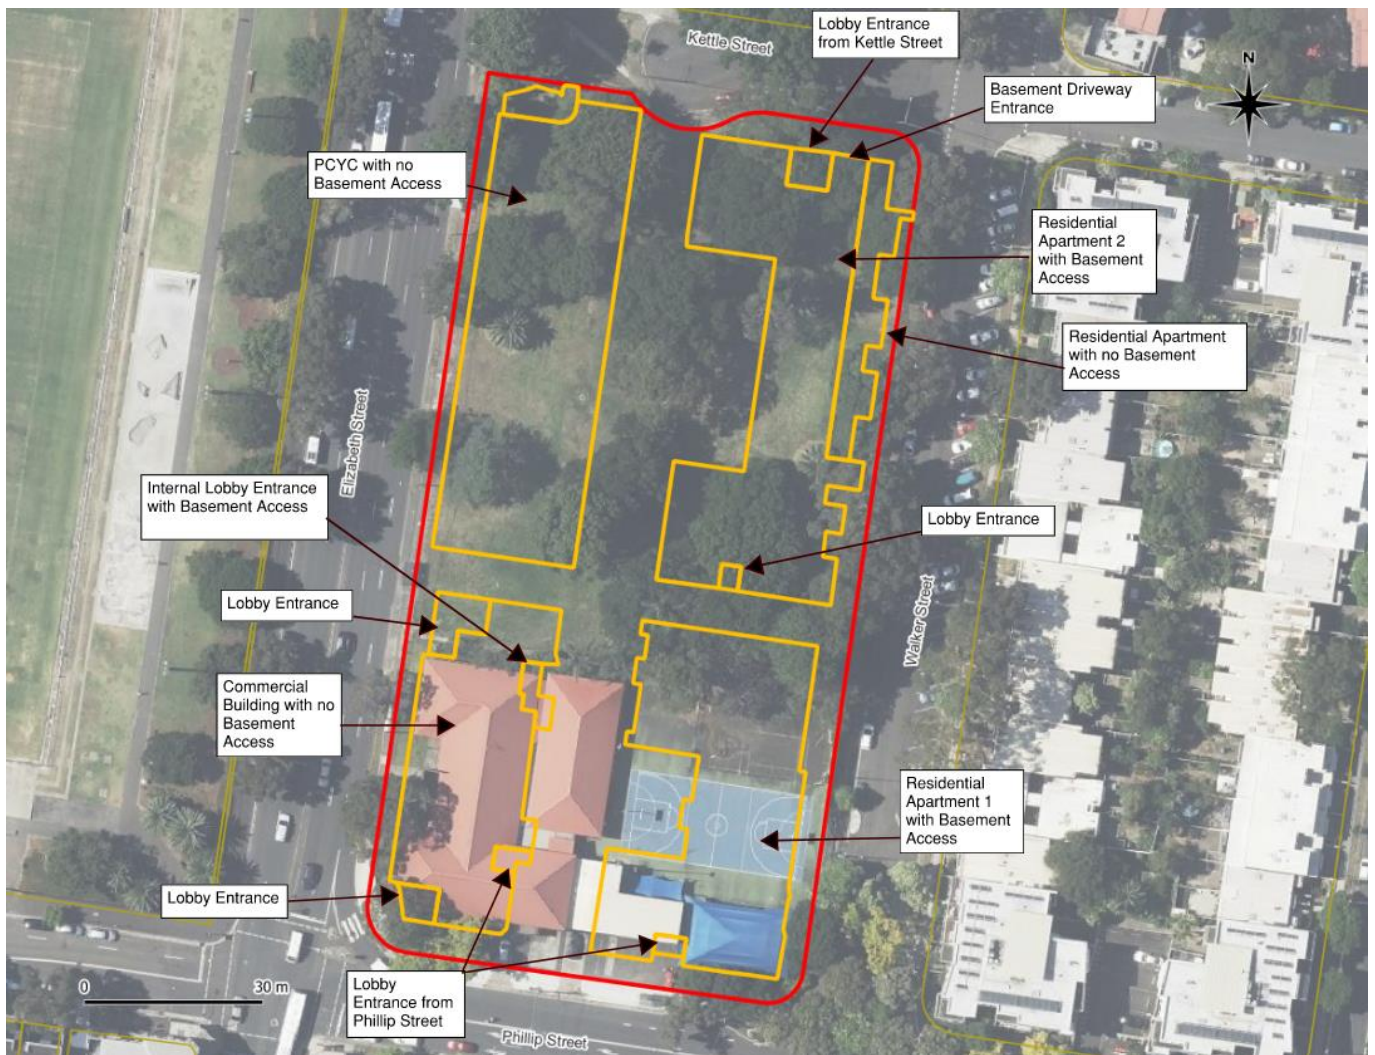 Lobby Entrance
from Kettle Street
Kettle Street
N
Basement Driveway
Entrance
PCYC with no
Basement Access
Residential
Apartment 2
with Basement
Access
Residential Apartment
with no Basement
Access
Elizabeth Street
Internal Lobby Entrance
with Basement Access
Lobby Entrance
Lobby Entrance
Walker Street
Commercial
Building with no
Basement
Access
Residential
Apartment 1
with Basement
Access
Lobby Entrance
Lobby
Entrance from
Phillip Street
0 30 m
Phillip Street